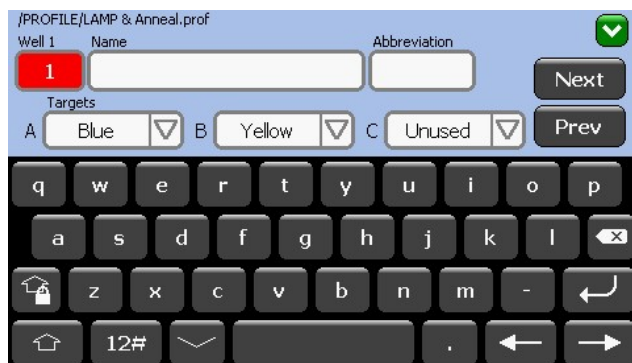 /PROFILE/LAMP & Anneal.prof
Well 1 Name Abbreviation
1 Next
Targets
A Blue B Yellow C Unused Prev
q w e r t y u i o p
a s d f g h j k l
z x c v b n m -
12# .